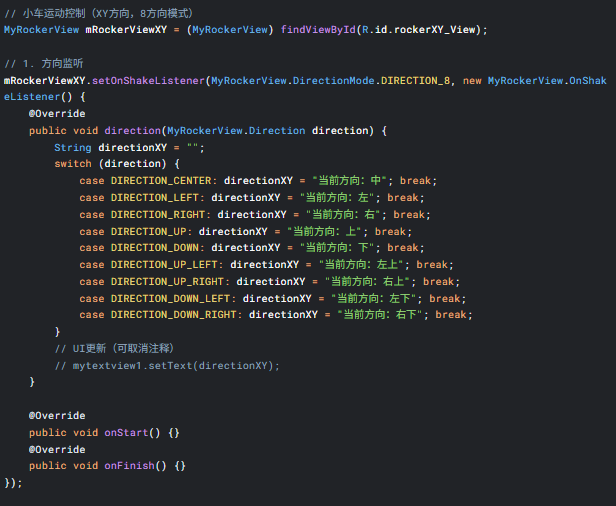 // 小车运动控制（XY方向，8方向模式）
MyRockerView mRockerViewXY = (MyRockerView) findViewById(R.id.rockerXY_View);
// 1. 方向监听
mRockerViewXY.setOnShakeListener(MyRockerView.DirectionMode.DIRECTION_8, new MyRockerView.OnShak
eListener() {
@Override
public void direction(MyRockerView.Direction direction) {
String directionXY = "";
switch (direction) {
case DIRECTION_CENTER: directionXY = "当前方向：中"; break;
case DIRECTION_LEFT: directionXY = "当前方向：左"; break;
case DIRECTION_RIGHT: directionXY = "当前方向：右"; break;
case DIRECTION_UP: directionXY = "当前方向：上"; break;
case DIRECTION_DOWN: directionXY = "当前方向：下"; break;
case DIRECTION_UP_LEFT: directionXY = "当前方向：左上"; break;
case DIRECTION_UP_RIGHT: directionXY = "当前方向：右上"; break;
case DIRECTION_DOWN_LEFT: directionXY = "当前方向：左下"; break;
case DIRECTION_DOWN_RIGHT: directionXY = "当前方向：右下"; break;
}
// UI更新（可取消注释）
// mytextview1.setText(directionXY);
}
@Override
public void onStart() {}
@Override
public void onFinish() {}
});